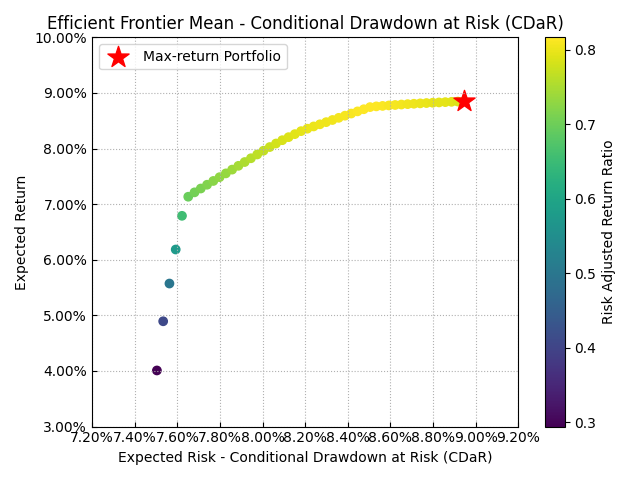 Efficient Frontier Mean - Conditional Drawdown at Risk (CDaR)
10.00%
9.00%
8.00%
7.00%
6.00%
5.00%
4.00%
3.00%
Expected Return
Max-return Portfolio
7.20% 7.40% 7.60% 7.80% 8.00% 8.20% 8.40% 8.60% 8.80% 9.00% 9.20%
Expected Risk - Conditional Drawdown at Risk (CDaR)
0.8
0.7
0.6
0.5
0.4
0.3
Risk Adjusted Return Ratio